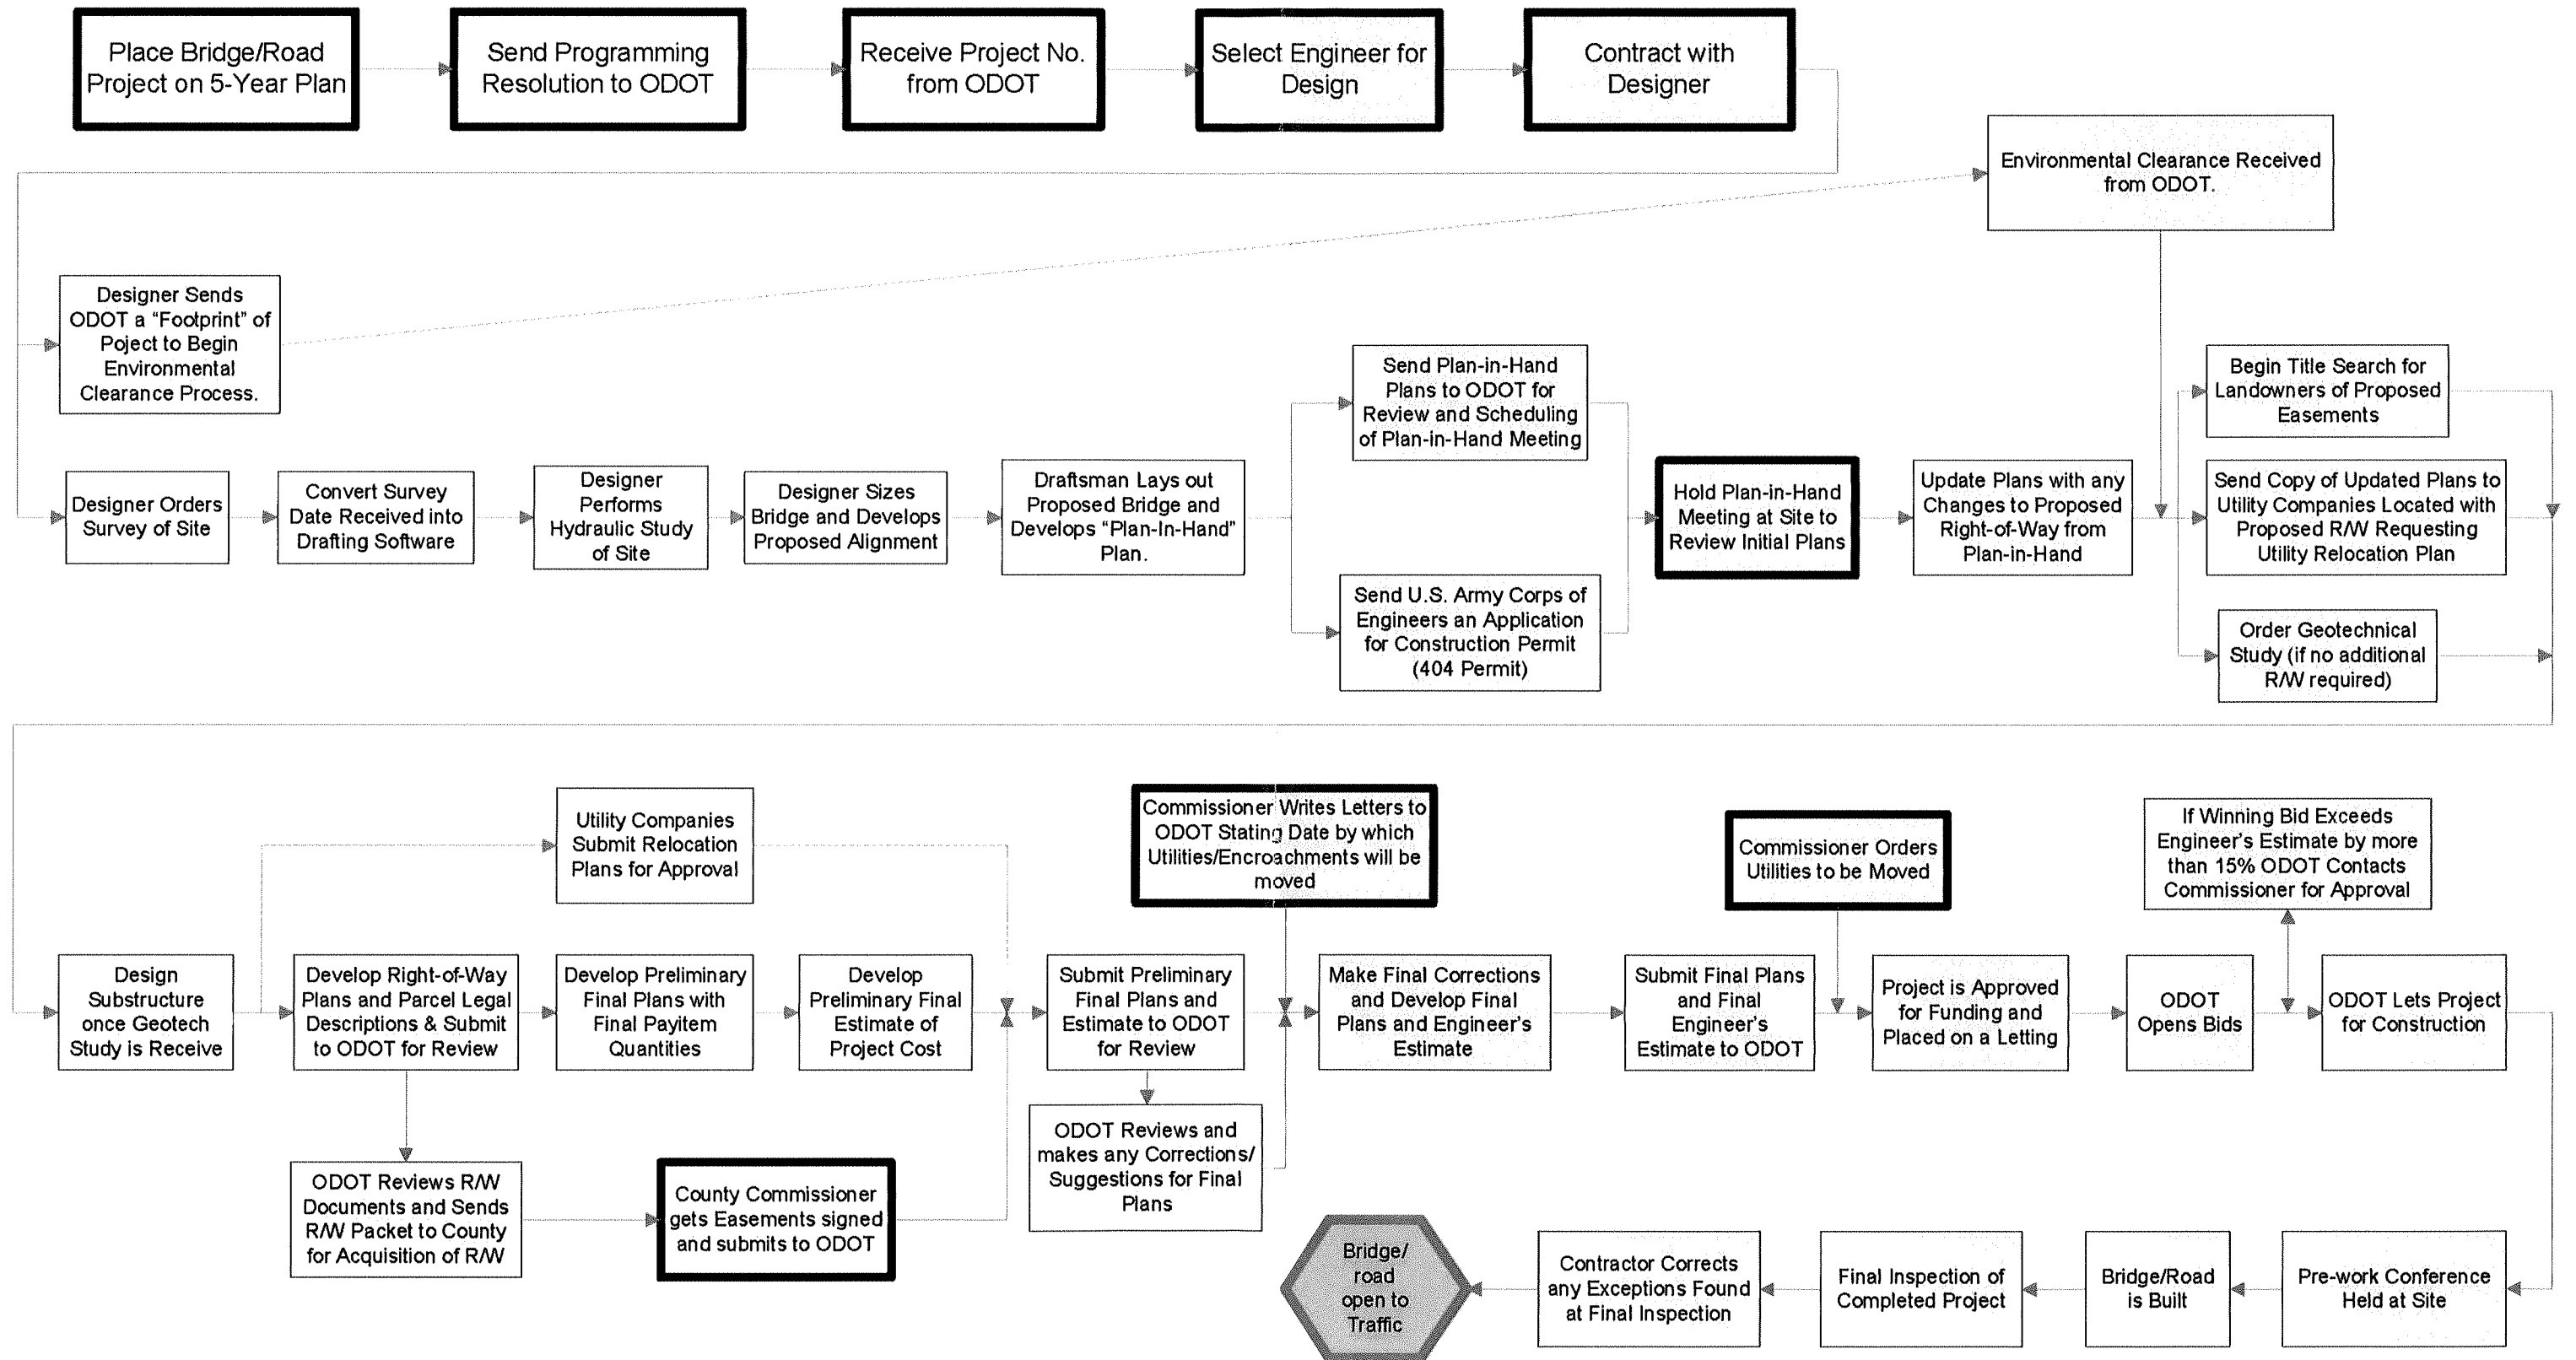 Place Bridge/Road
Project on 5-Year Plan
Send Programming
Resolution to ODOT
Receive Project No.
from ODOT
Select Engineer for
Design
Contract with
Designer
Environmental Clearance Received
from ODOT.
Designer Sends
ODOT a “Footprint” of
Poject to Begin
Environmental
Clearance Process.
Designer Orders
Survey of Site
Convert Survey
Date Received into
Drafting Software
Designer
Performs
Hydraulic Study
of Site
Designer Sizes
Bridge and Develops
Proposed Alignment
Draftsman Lays out
Proposed Bridge and
Develops “Plan-In-Hand”
Plan.
Send Plan-in-Hand
Plans to ODOT for
Review and Scheduling
of Plan-in-Hand Meeting
Send U.S. Army Corps of
Engineers an Application
for Construction Permit
(404 Permit)
Hold Plan-in-Hand
Meeting at Site to
Review Initial Plans
Update Plans with any
Changes to Proposed
Right-of-Way from
Plan-in-Hand
Begin Title Search for
Landowners of Proposed
Easements
Send Copy of Updated Plans to
Utility Companies Located with
Proposed R/W Requesting
Utility Relocation Plan
Order Geotechnical
Study (if no additional
R/W required)
Design
Substructure
once Geotech
Study is Receive
Utility Companies
Submit Relocation
Plans for Approval
Develop Right-of-Way
Plans and Parcel Legal
Descriptions & Submit
to ODOT for Review
Develop Preliminary
Final Plans with
Final Payitem
Quantities
Develop
Preliminary Final
Estimate of
Project Cost
ODOT Reviews R/W
Documents and Sends
R/W Packet to County
for Acquisition of R/W
County Commissioner
gets Easements signed
and submits to ODOT
Submit Preliminary
Final Plans and
Estimate to ODOT
for Review
ODOT Reviews and
makes any Corrections/
Suggestions for Final
Plans
Commissioner Writes Letters to
ODOT Stating Date by which
Utilities/Encroachments will be
moved
Make Final Corrections
and Develop Final
Plans and Engineer's
Estimate
Submit Final Plans
and Final
Engineer's
Estimate to ODOT
Commissioner Orders
Utilities to be Moved
Project is Approved
for Funding and
Placed on a Letting
ODOT
Opens Bids
If Winning Bid Exceeds
Engineer's Estimate by more
than 15% ODOT Contacts
Commissioner for Approval
ODOT Lets Project
for Construction
Pre-work Conference
Held at Site
Bridge/Road
is Built
Final Inspection of
Completed Project
Contractor Corrects
any Exceptions Found
at Final Inspection
Bridge/
road
open to
Traffic